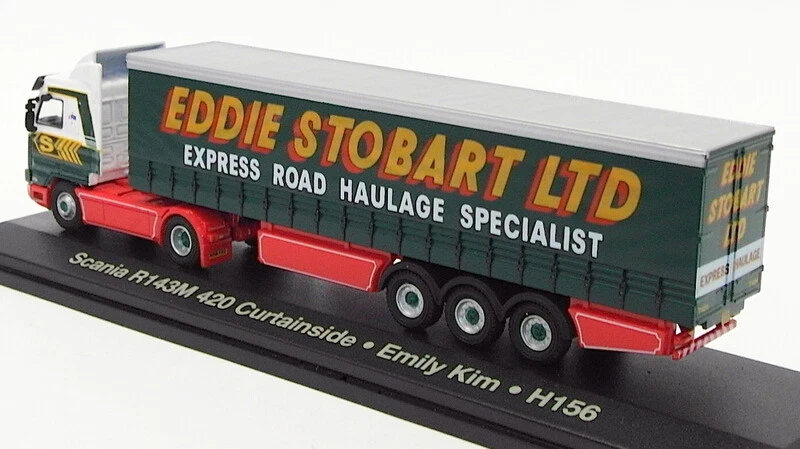 EDDIE STOBART LTD
EXPRESS ROAD HAULAGE SPECIALIST
S
EDDIE
STOBART
LTD
EXPRESS HAULAGE
Scania R143M 420 Curtainside • Emily Kim • H156